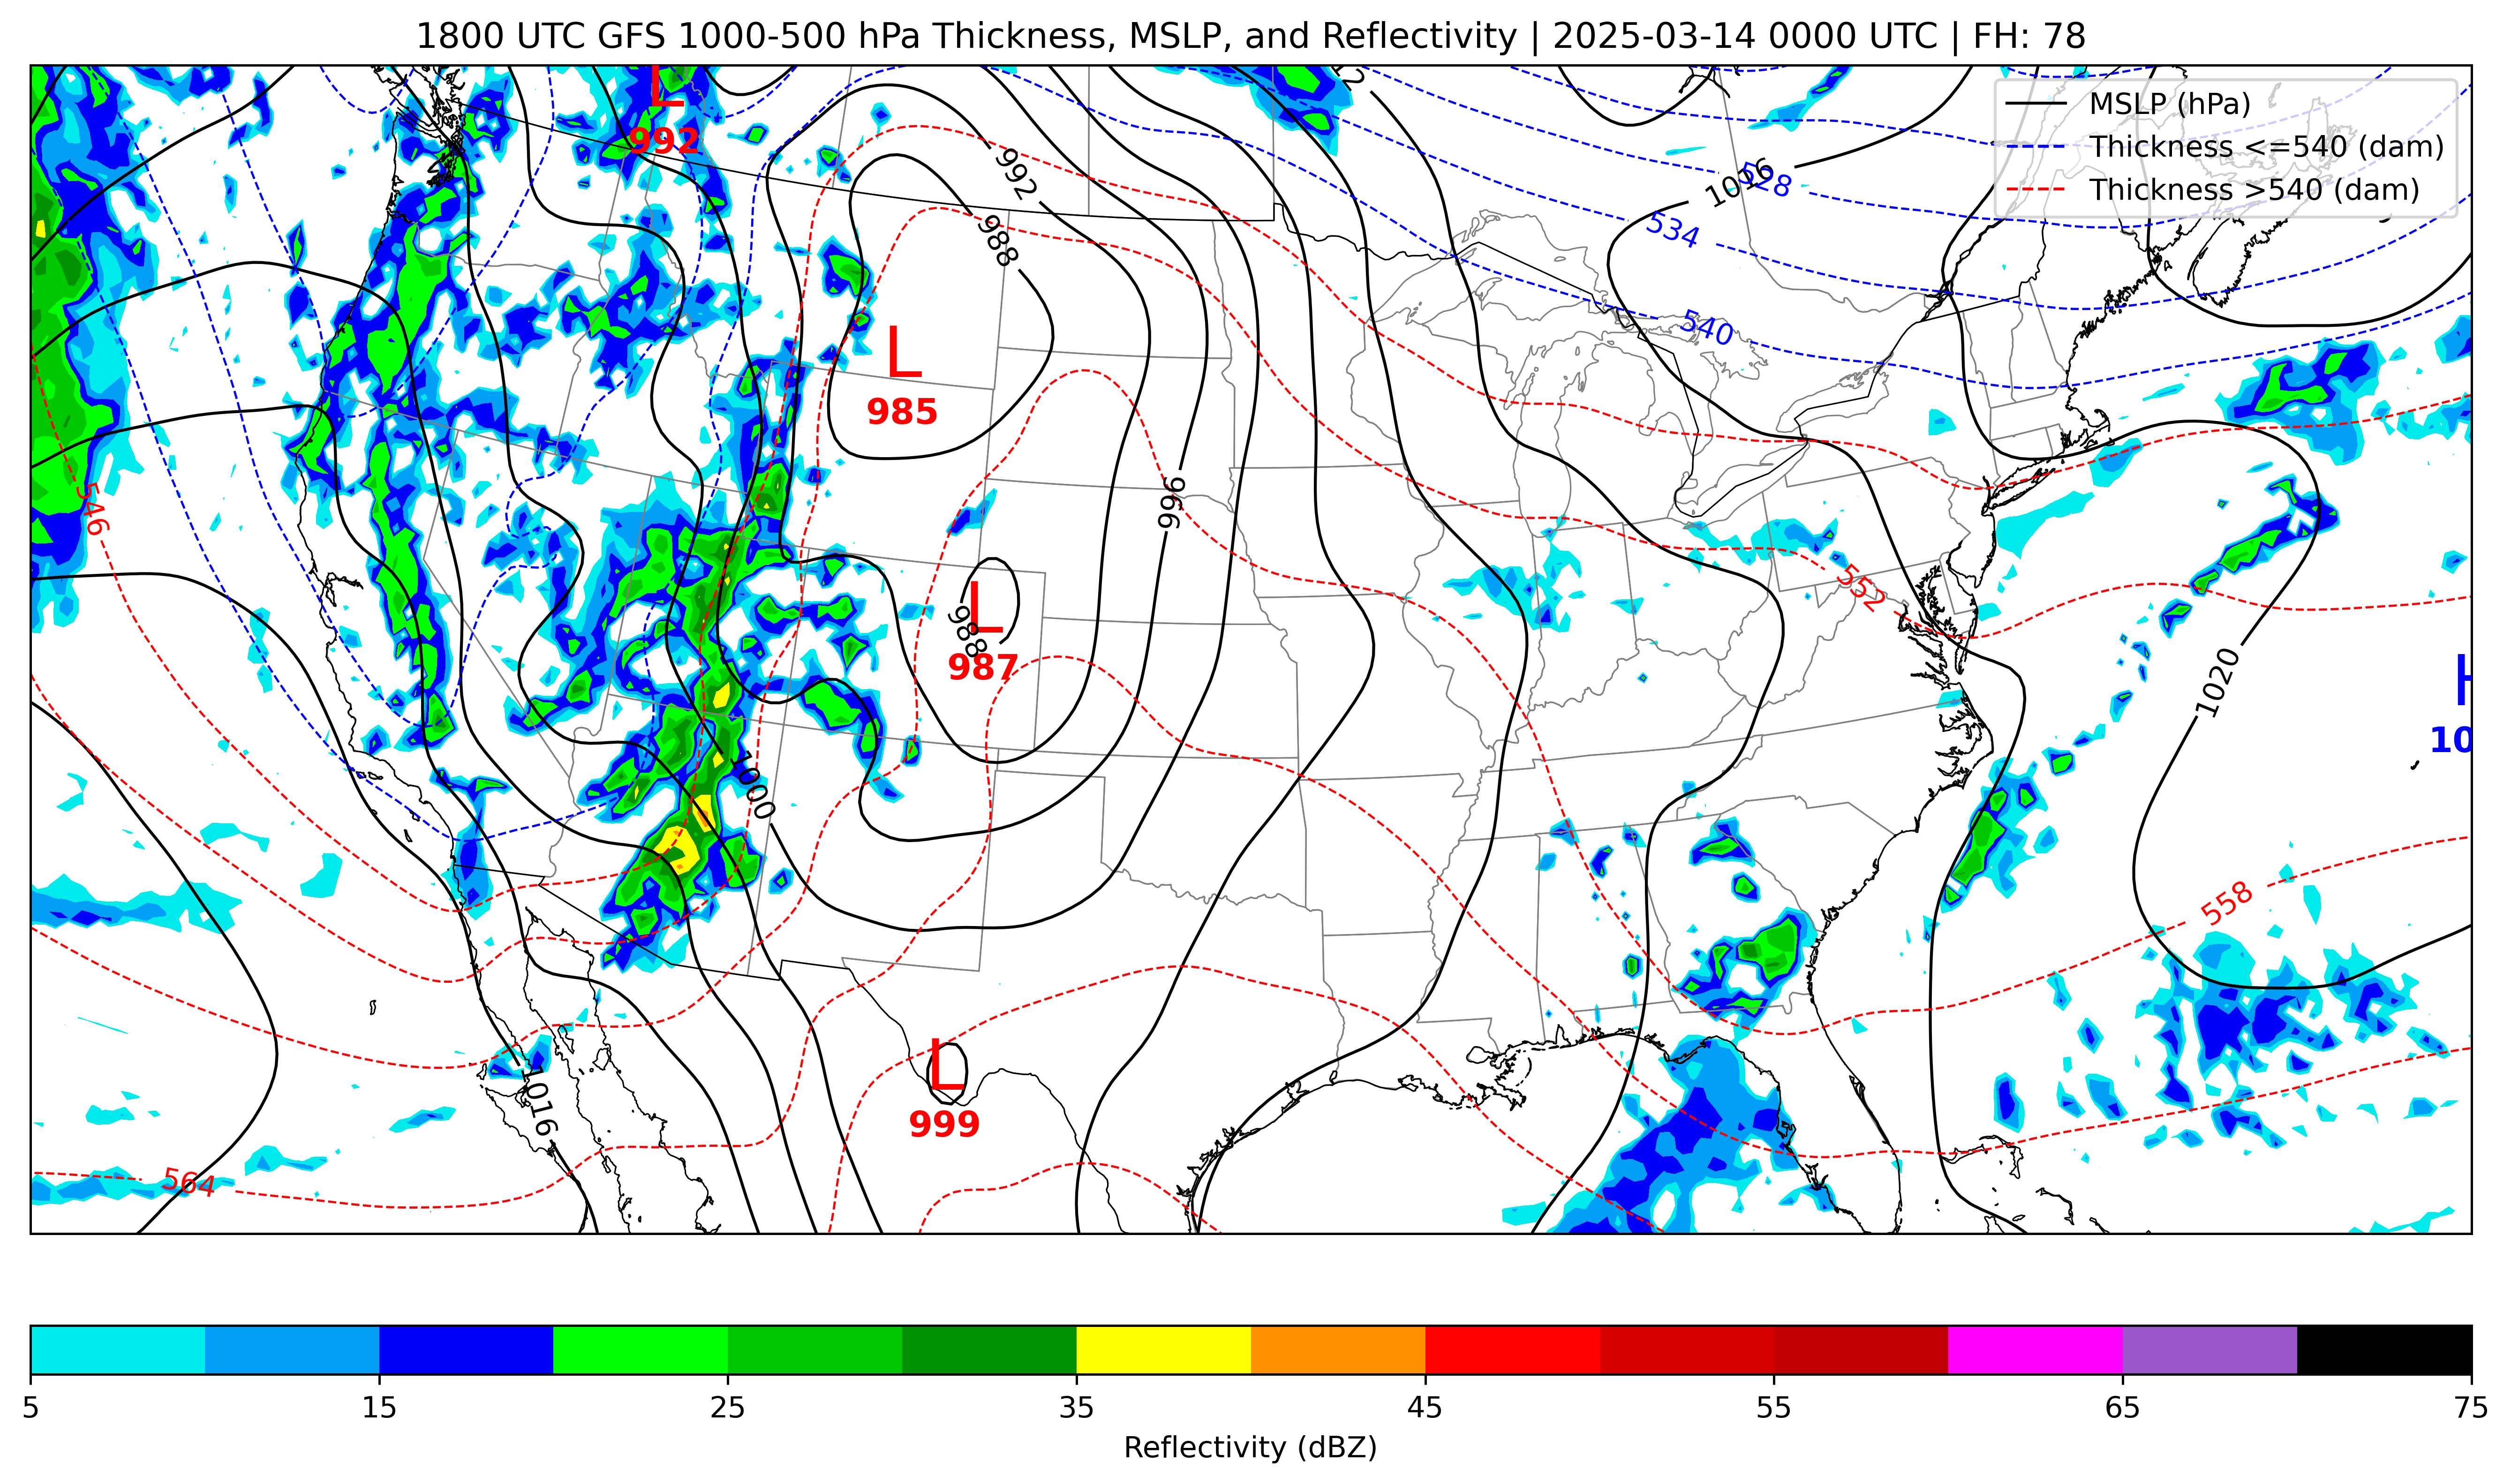 1800 UTC GFS 1000-500 hPa Thickness, MSLP, and Reflectivity | 2025-03-14 0000 UTC | FH: 78
MSLP (hPa)
Thickness <=540 (dam)
Thickness >540 (dam)
L
992
992
1016
528
534
988
540
L
985
546
996
552
L
988
987
1020
H
10
1000
558
L
999
1016
564
5 15 25 35 45 55 65 75
Reflectivity (dBZ)